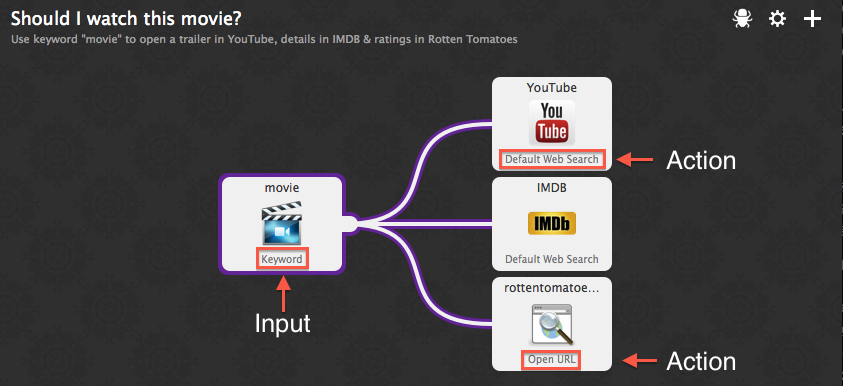 Should I watch this movie?
Use keyword "movie" to open a trailer in YouTube, details in IMDB & ratings in Rotten Tomatoes
YouTube
You
Tube
Default Web Search
Action
movie
Keyword
Input
IMDB
IMDb
Default Web Search
rottentomatoe...
Open URL
Action